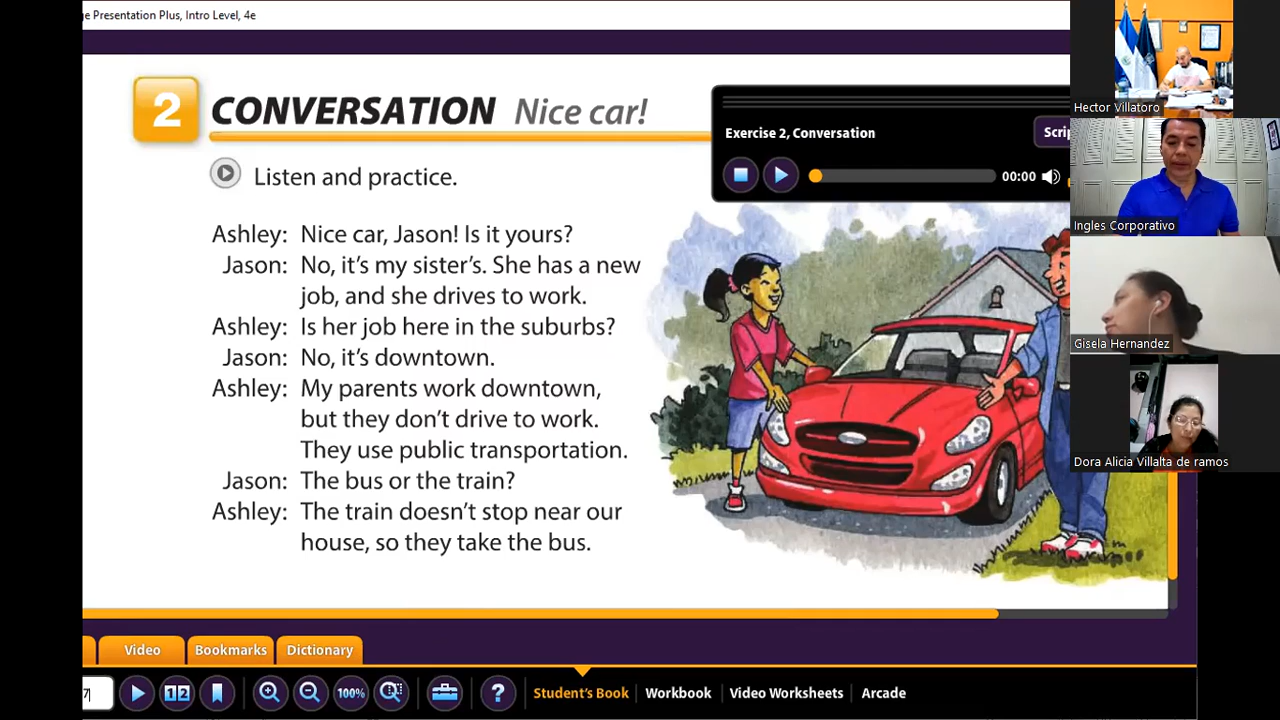 ge Presentation Plus, Intro Level, 4e
2 CONVERSATION Nice car!
Listen and practice.
Exercise 2, Conversation
Scrip
00:00
Ashley: Nice car, Jason! Is it yours?
Jason: No, it's my sister's. She has a new
job, and she drives to work.
Ashley: Is her job here in the suburbs?
Jason: No, it's downtown.
Ashley: My parents work downtown,
but they don't drive to work.
They use public transportation.
Jason: The bus or the train?
Ashley: The train doesn't stop near our
house, so they take the bus.
Hector Villatoro
Ingles Corporativo
Gisela Hernandez
Dora Alicia Villalta de ramos
Video
Bookmarks
Dictionary
7
1 2
100%
?
Student's Book
Workbook
Video Worksheets
Arcade